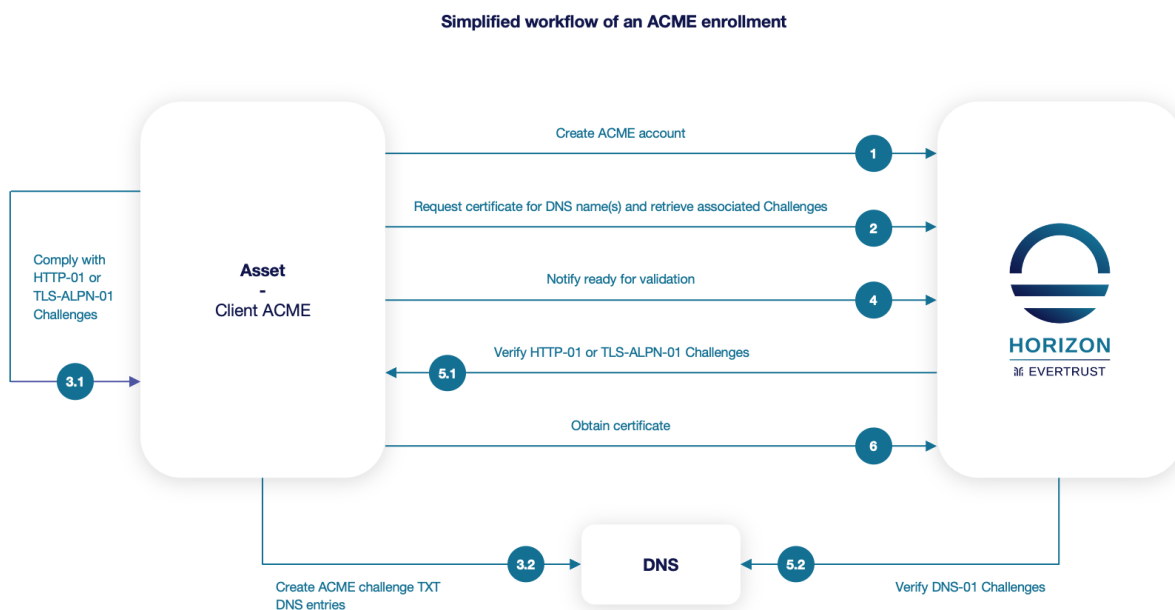 Simplified workflow of an ACME enrollment
Create ACME account
1
Request certificate for DNS name(s) and retrieve associated Challenges
2
Comply with
HTTP-01 or
TLS-ALPN-01
Challenges
3.1
Asset
-
Client ACME
Notify ready for validation
4
Verify HTTP-01 or TLS-ALPN-01 Challenges
5.1
Obtain certificate
6
HORIZON
EVERTRUST
3.2
DNS
5.2
Create ACME challenge TXT
DNS entries
Verify DNS-01 Challenges